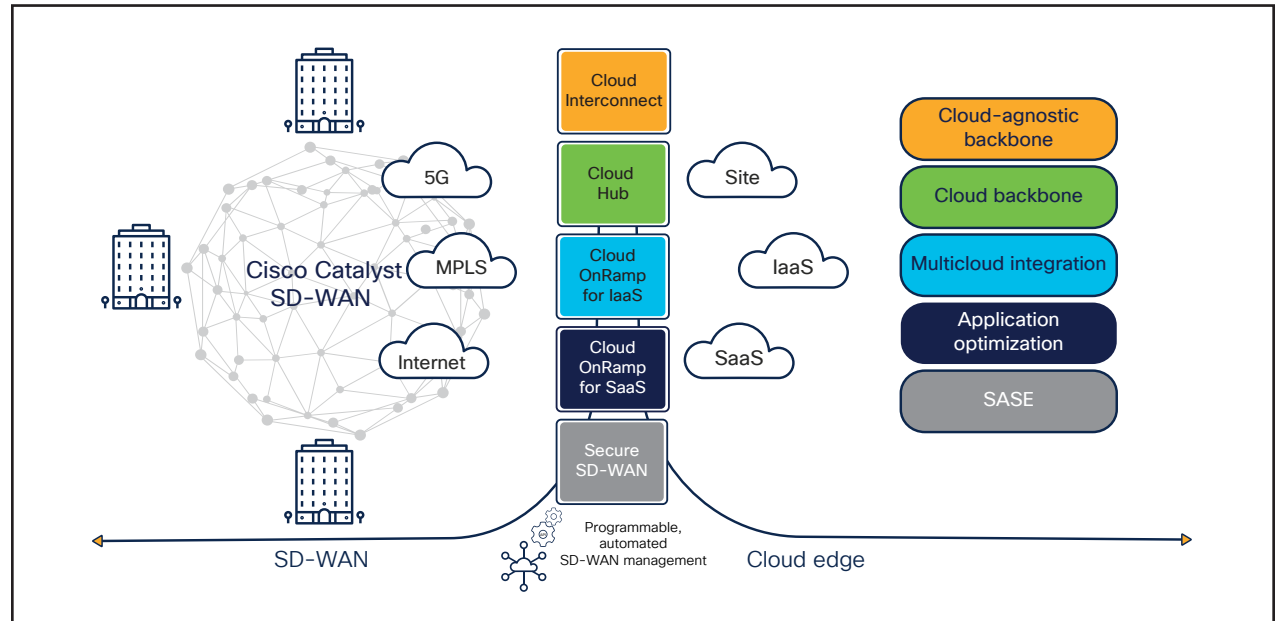 Cloud
Interconnect
Cloud
Hub
Cloud
OnRamp
for IaaS
Cloud
OnRamp
for SaaS
Secure
SD-WAN
5G
MPLS
Internet
Cisco Catalyst
SD-WAN
Site
IaaS
SaaS
Cloud-agnostic
backbone
Cloud backbone
Multicloud integration
Application
optimization
SASE
SD-WAN
Programmable,
automated
SD-WAN management
Cloud edge